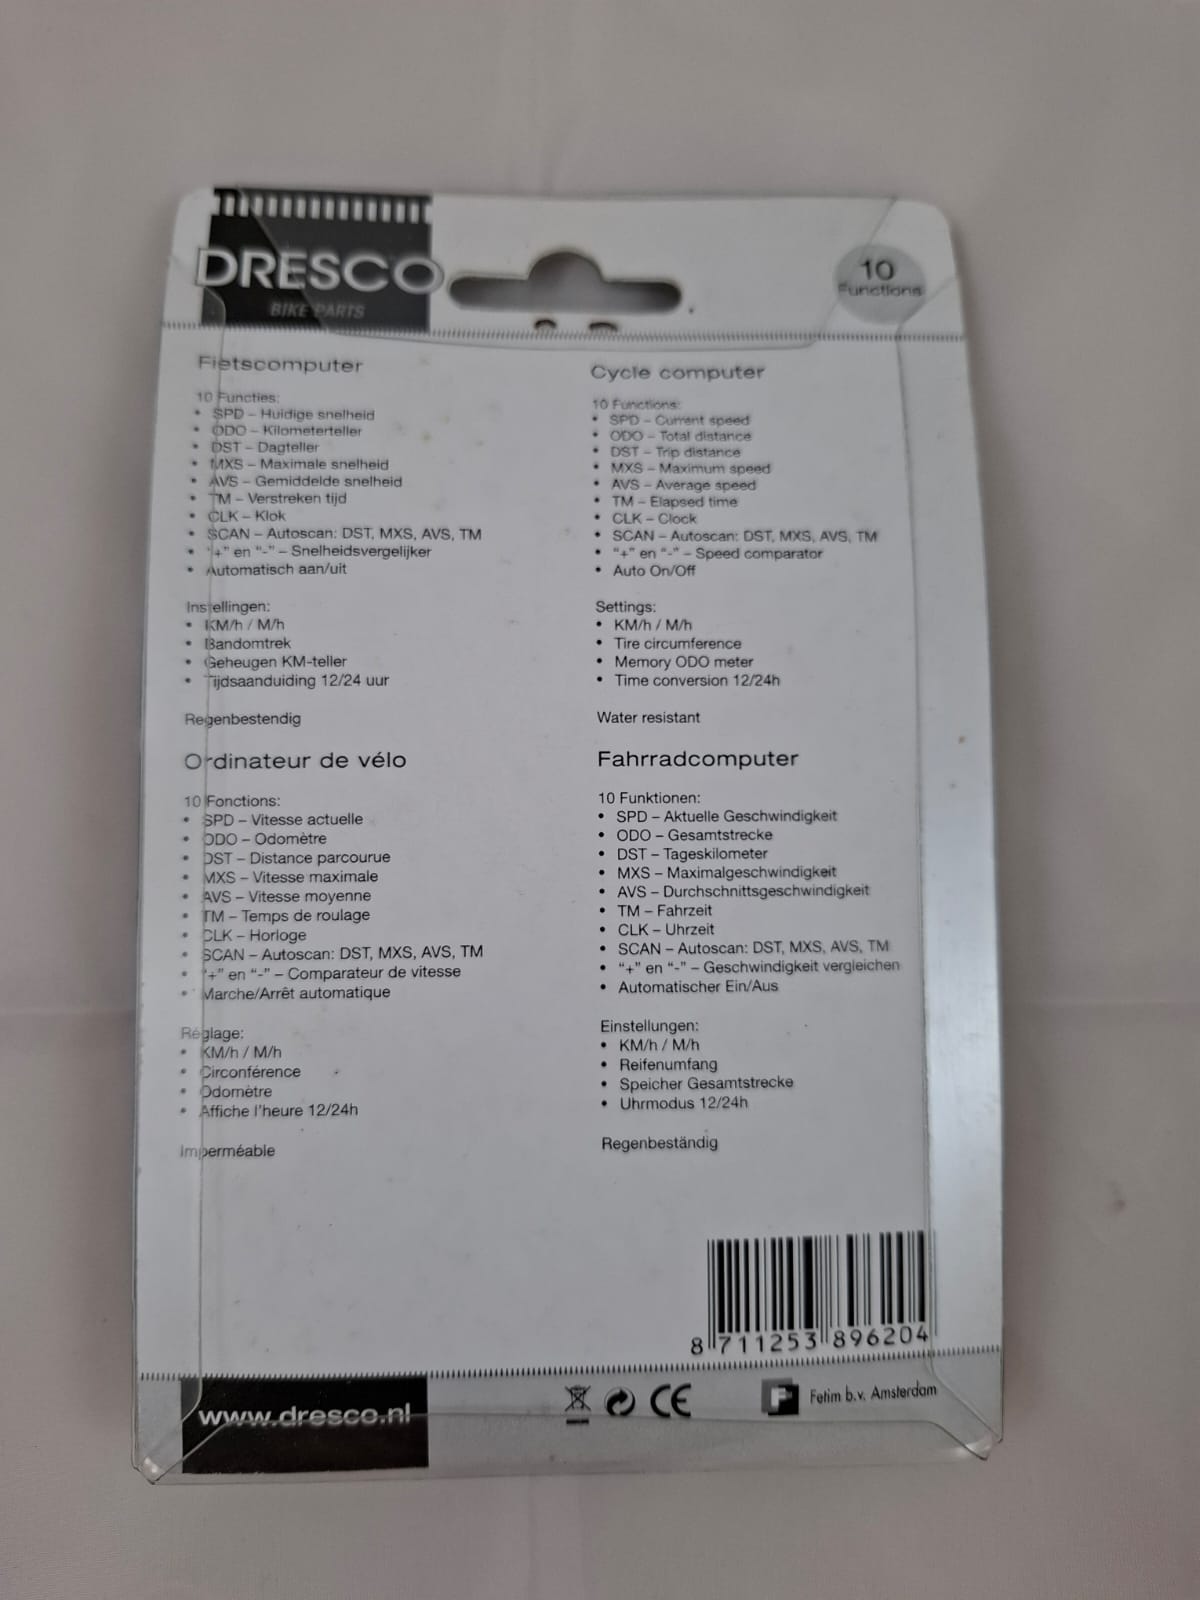 DRESCO
BIKE PARTS
10
Functions
Fietscomputer
10 Functies:
• SPD – Huidige snelheid
• ODO – Kilometerteller
• DST – Dagteller
• MXS – Maximale snelheid
• AVS – Gemiddelde snelheid
• TM – Verstreken tijd
• CLK – Klok
• SCAN – Autoscan: DST, MXS, AVS, TM
• "+" en "-" – Snelheidsvergelijker
• Automatisch aan/uit
Instellingen:
• KM/h / M/h
• Bandomtrek
• Geheugen KM-teller
• Tijdsaanduiding 12/24 uur
Regenbestendig
Cycle computer
10 Functions:
• SPD – Current speed
• ODO – Total distance
• DST – Trip distance
• MXS – Maximum speed
• AVS – Average speed
• TM – Elapsed time
• CLK – Clock
• SCAN – Autoscan: DST, MXS, AVS, TM
• "+" en "-" – Speed comparator
• Auto On/Off
Settings:
• KM/h / M/h
• Tire circumference
• Memory ODO meter
• Time conversion 12/24h
Water resistant
Ordinateur de vélo
10 Fonctions:
• SPD – Vitesse actuelle
• ODO – Odomètre
• DST – Distance parcourue
• MXS – Vitesse maximale
• AVS – Vitesse moyenne
• TM – Temps de roulage
• CLK – Horloge
• SCAN – Autoscan: DST, MXS, AVS, TM
• "+" en "-" – Comparateur de vitesse
• Marche/Arrêt automatique
Réglage:
• KM/h / M/h
• Circonférence
• Odomètre
• Affiche l'heure 12/24h
Imperméable
Fahrradcomputer
10 Funktionen:
• SPD – Aktuelle Geschwindigkeit
• ODO – Gesamtstrecke
• DST – Tageskilometer
• MXS – Maximalgeschwindigkeit
• AVS – Durchschnittsgeschwindigkeit
• TM – Fahrzeit
• CLK – Uhrzeit
• SCAN – Autoscan: DST, MXS, AVS, TM
• "+" en "-" – Geschwindigkeit vergleichen
• Automatischer Ein/Aus
Einstellungen:
• KM/h / M/h
• Reifenumfang
• Speicher Gesamtstrecke
• Uhrmodus 12/24h
Regenbeständig
8 711253 896204
www.dresco.nl
CE
F
Fetim b.v. Amsterdam